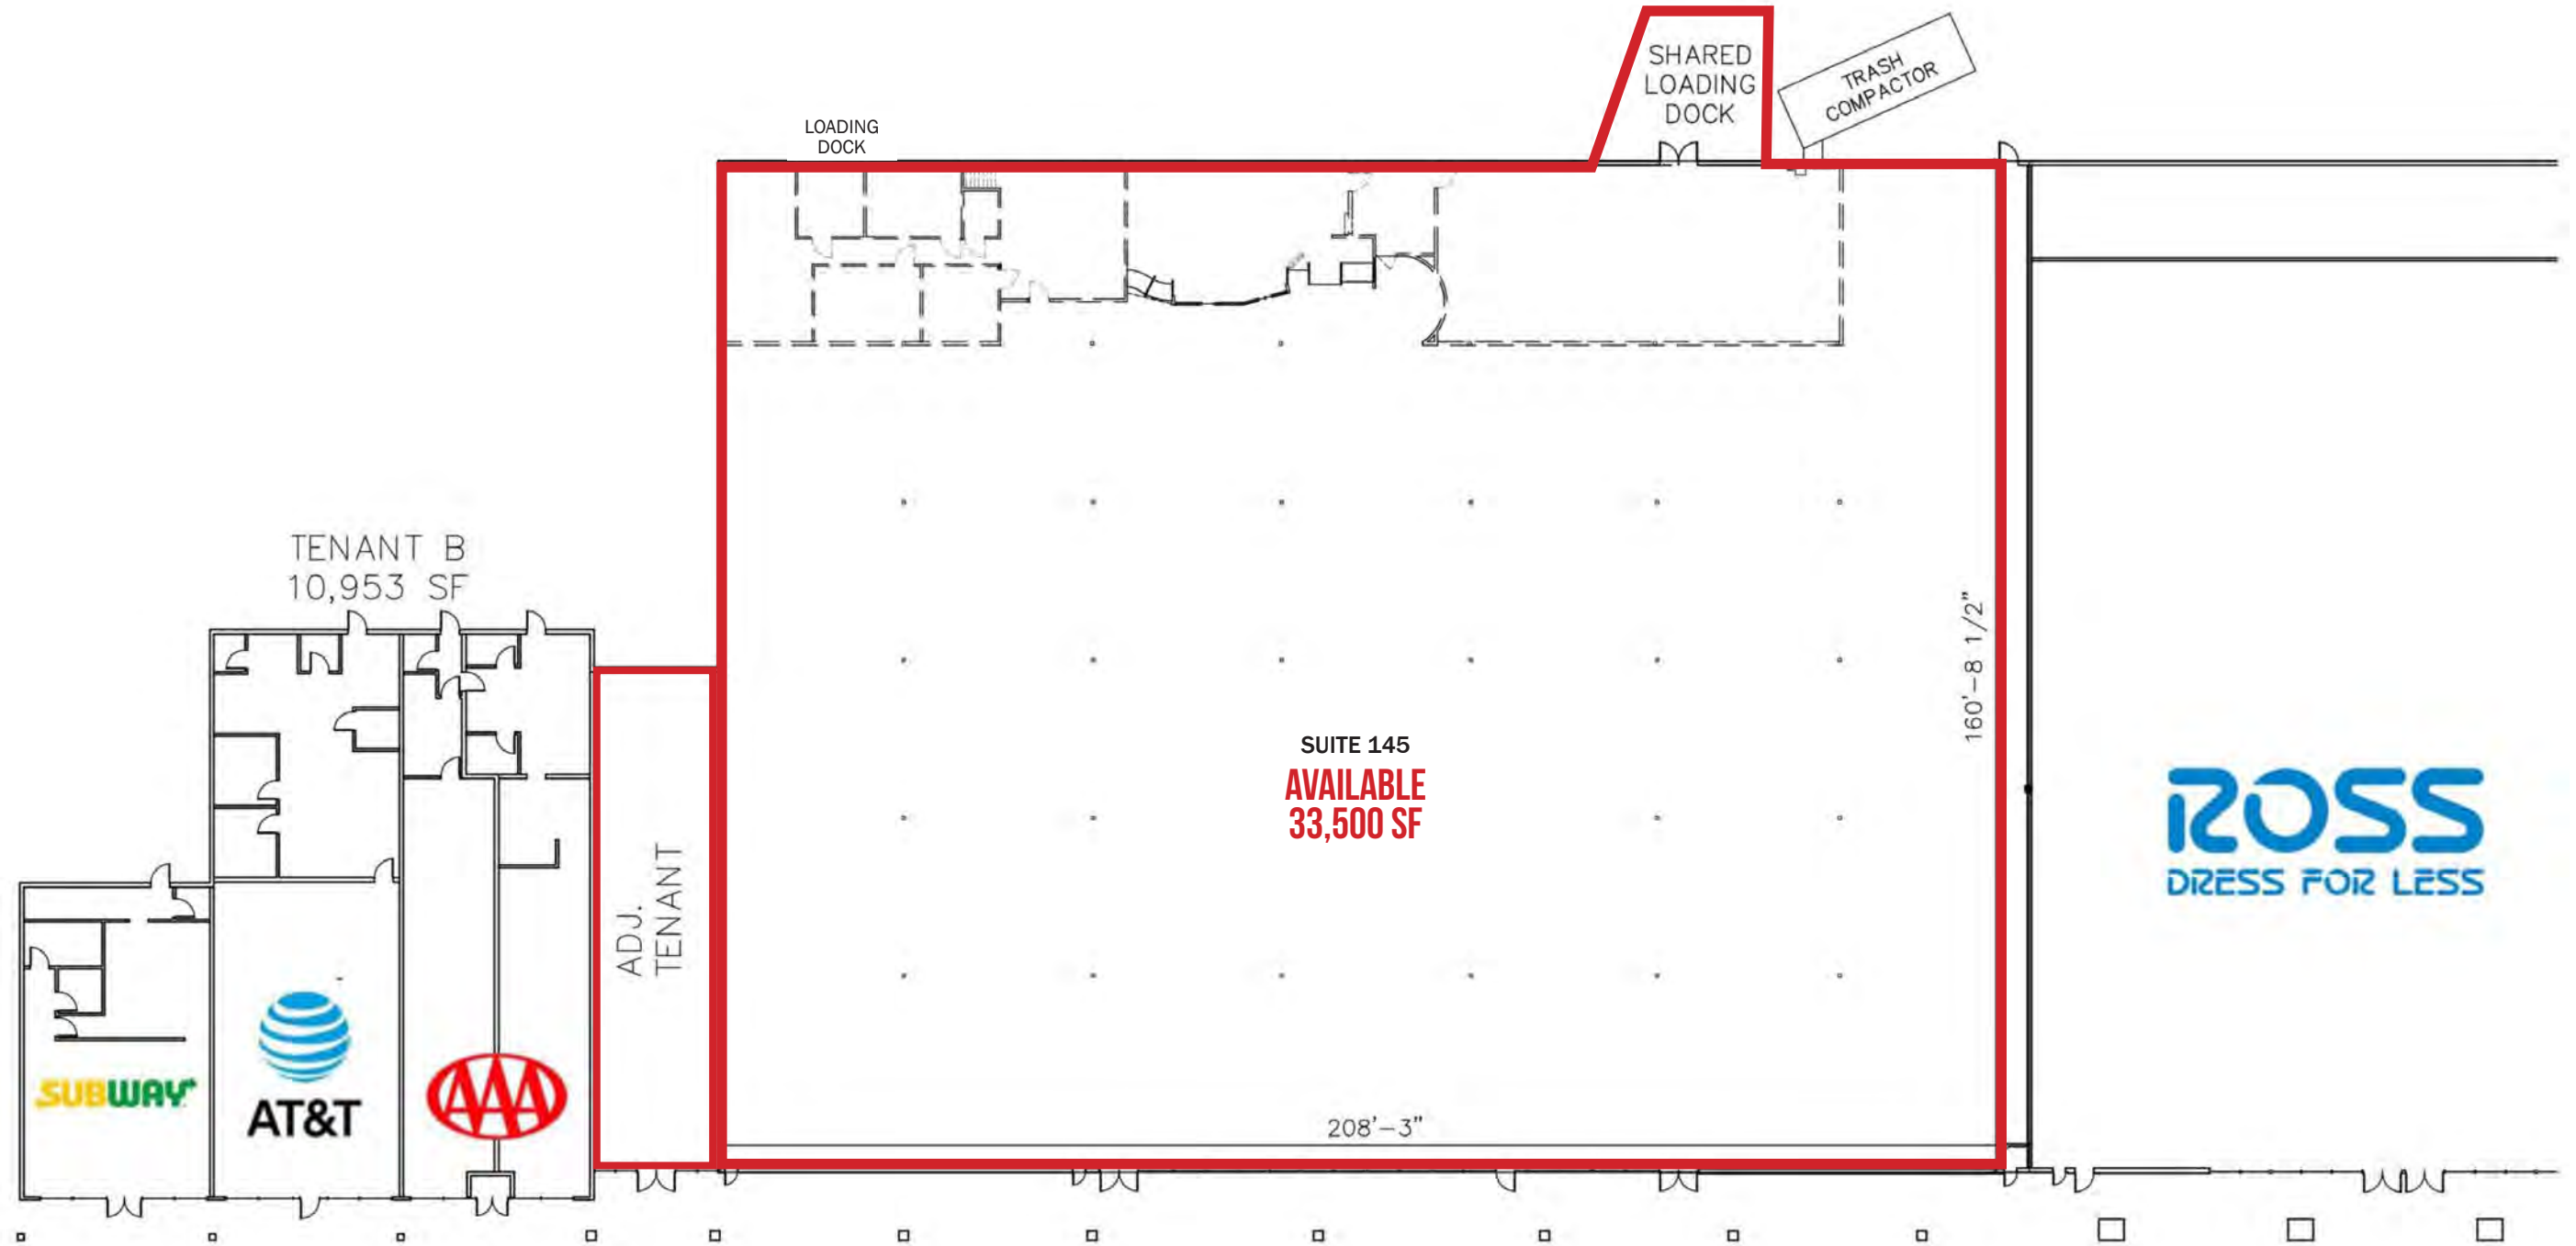 SHARED
LOADING
DOCK
TRASH
COMPACTOR
LOADING
DOCK
TENANT B
10,953 SF
160'-8 1/2"
SUITE 145
AVAILABLE
33,500 SF
ROSS
DRESS FOR LESS
ADJ.
TENANT
SUBWAY
AT&T
AAA
208'-3"